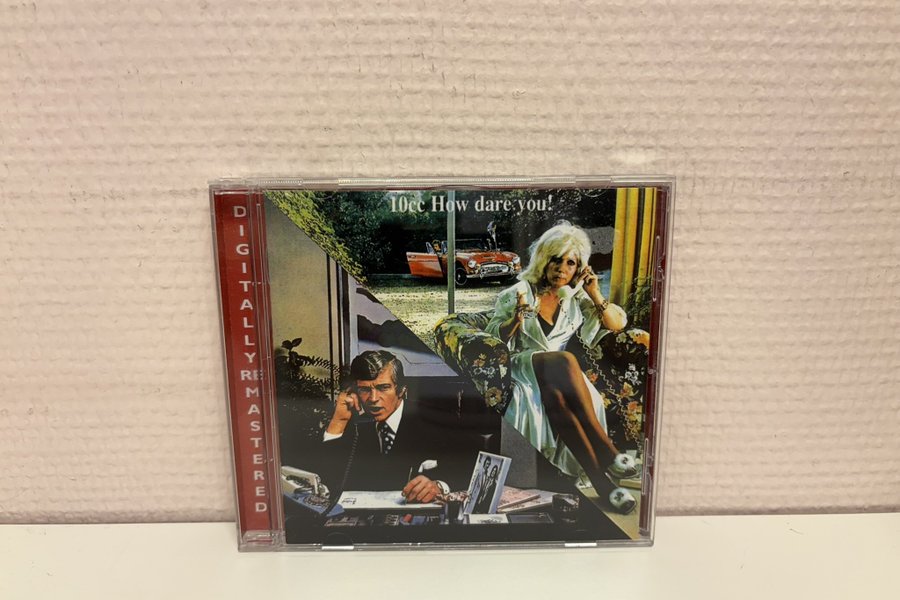 10cc How dare you!
DIGITALLY REMASTERED